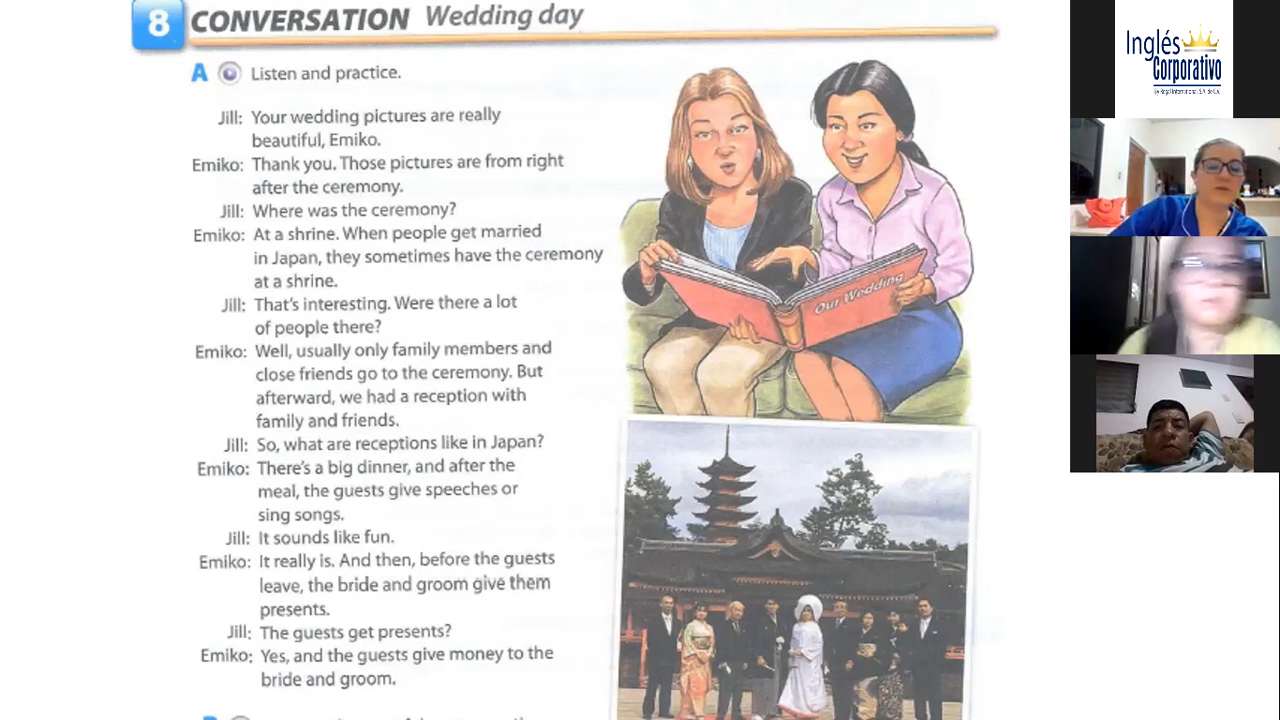 8 CONVERSATION Wedding day
A Listen and practice.
Jill: Your wedding pictures are really
beautiful, Emiko.
Emiko: Thank you. Those pictures are from right
after the ceremony.
Jill: Where was the ceremony?
Emiko: At a shrine. When people get married
in Japan, they sometimes have the ceremony
at a shrine.
Jill: That's interesting. Were there a lot
of people there?
Emiko: Well, usually only family members and
close friends go to the ceremony. But
afterward, we had a reception with
family and friends.
Jill: So, what are receptions like in Japan?
Emiko: There's a big dinner, and after the
meal, the guests give speeches or
sing songs.
Jill: It sounds like fun.
Emiko: It really is. And then, before the guests
leave, the bride and groom give them
presents.
Jill: The guests get presents?
Emiko: Yes, and the guests give money to the
bride and groom.
Our Wedding
Inglés
Corporativo
By Regal International S.A. de C.V.